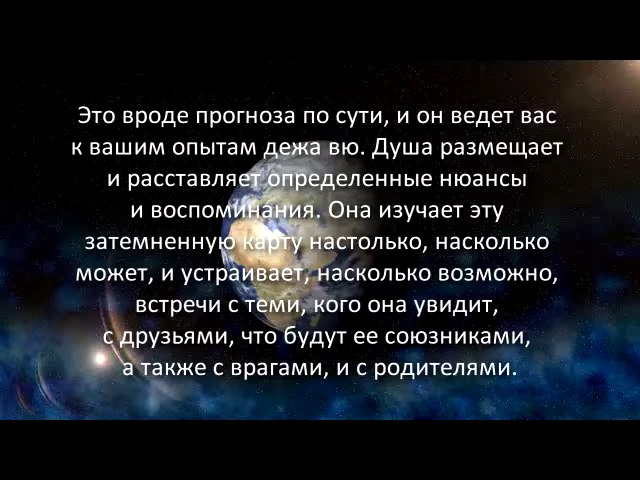 Это вроде прогноза по сути, и он ведет вас
к вашим опытам дежа вю. Душа размещает
и расставляет определенные нюансы
и воспоминания. Она изучает эту
затемненную карту настолько, насколько
может, и устраивает, насколько возможно,
встречи с теми, кого она увидит,
с друзьями, что будут ее союзниками,
а также с врагами, и с родителями.